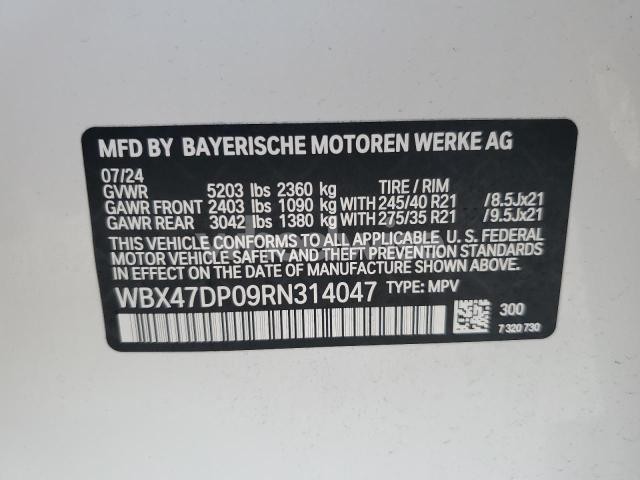 MFD BY BAYERISCHE MOTOREN WERKE AG
07/24 TIRE / RIM
GVWR 5203 lbs 2360 kg
GAWR FRONT 2403 lbs 1090 kg WITH 245/40 R21 /8.5Jx21
GAWR REAR 3042 lbs 1380 kg WITH 275/35 R21 /9.5Jx21
THIS VEHICLE CONFORMS TO ALL APPLICABLE, U. S. FEDERAL
MOTOR VEHICLE SAFETY AND THEFT PREVENTION STANDARDS
IN EFFECT ON THE DATE OF MANUFACTURE SHOWN ABOVE.
WBX47DP09RN314047 TYPE: MPV
300
7 320 730